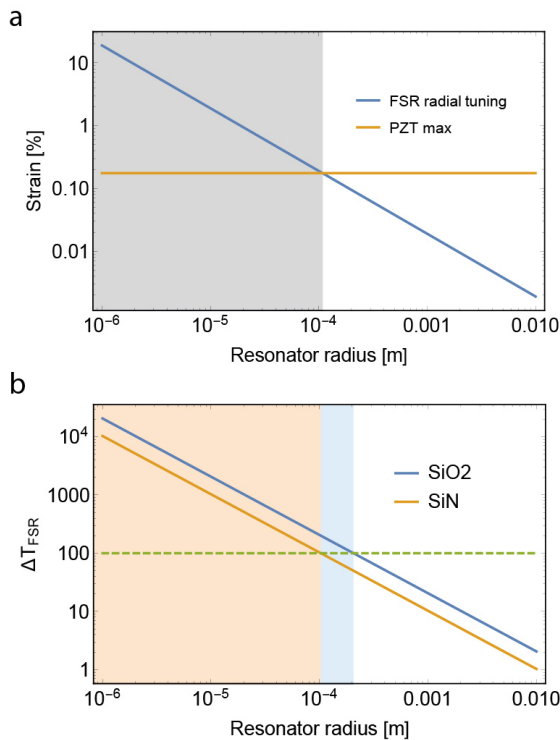 a
Strain [%]
10
1
0.10
0.01
FSR radial tuning
PZT max
10⁻⁶ 10⁻⁵ 10⁻⁴ 0.001 0.010
Resonator radius [m]
b
ΔT_FSR
10⁴
1000
100
10
1
SiO2
SiN
10⁻⁶ 10⁻⁵ 10⁻⁴ 0.001 0.010
Resonator radius [m]